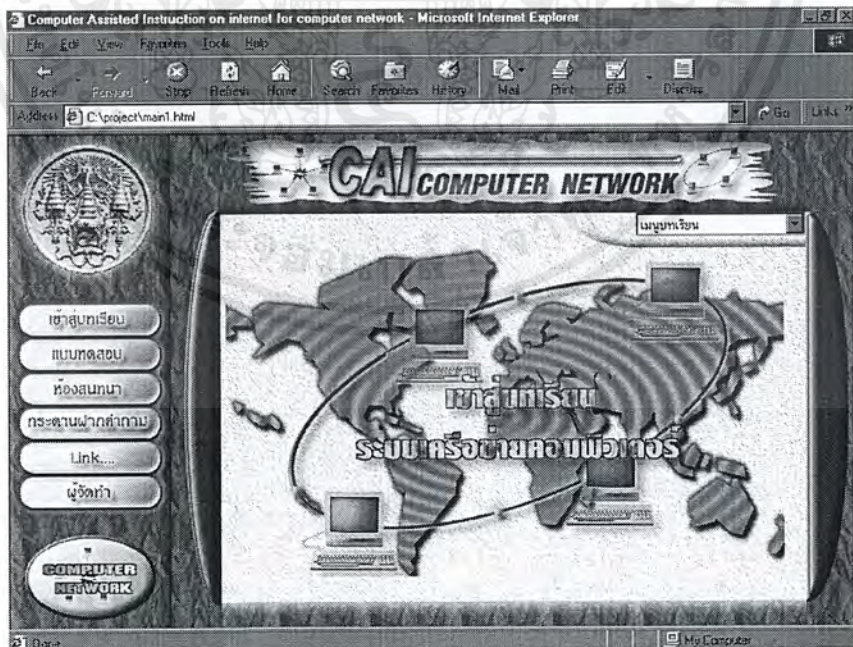 Computer Assisted Instruction on internet for computer network - Microsoft Internet Explorer
File Edit View Favorites Tools Help
Back Forward Stop Refresh Home Search Favorites History Mail Print Edit Discuss
Address C:\project\main1.html Go Links »
CAI COMPUTER NETWORK
เมนูบทเรียน
เข้าสู่บทเรียน
แบบทดสอบ
ห้องสนทนา
กระดานฝากคำถาม
Link....
ผู้จัดทำ
เข้าสู่บทเรียน
ระบบเครือข่ายคอมพิวเตอร์
COMPUTER
NETWORK
Done My Computer